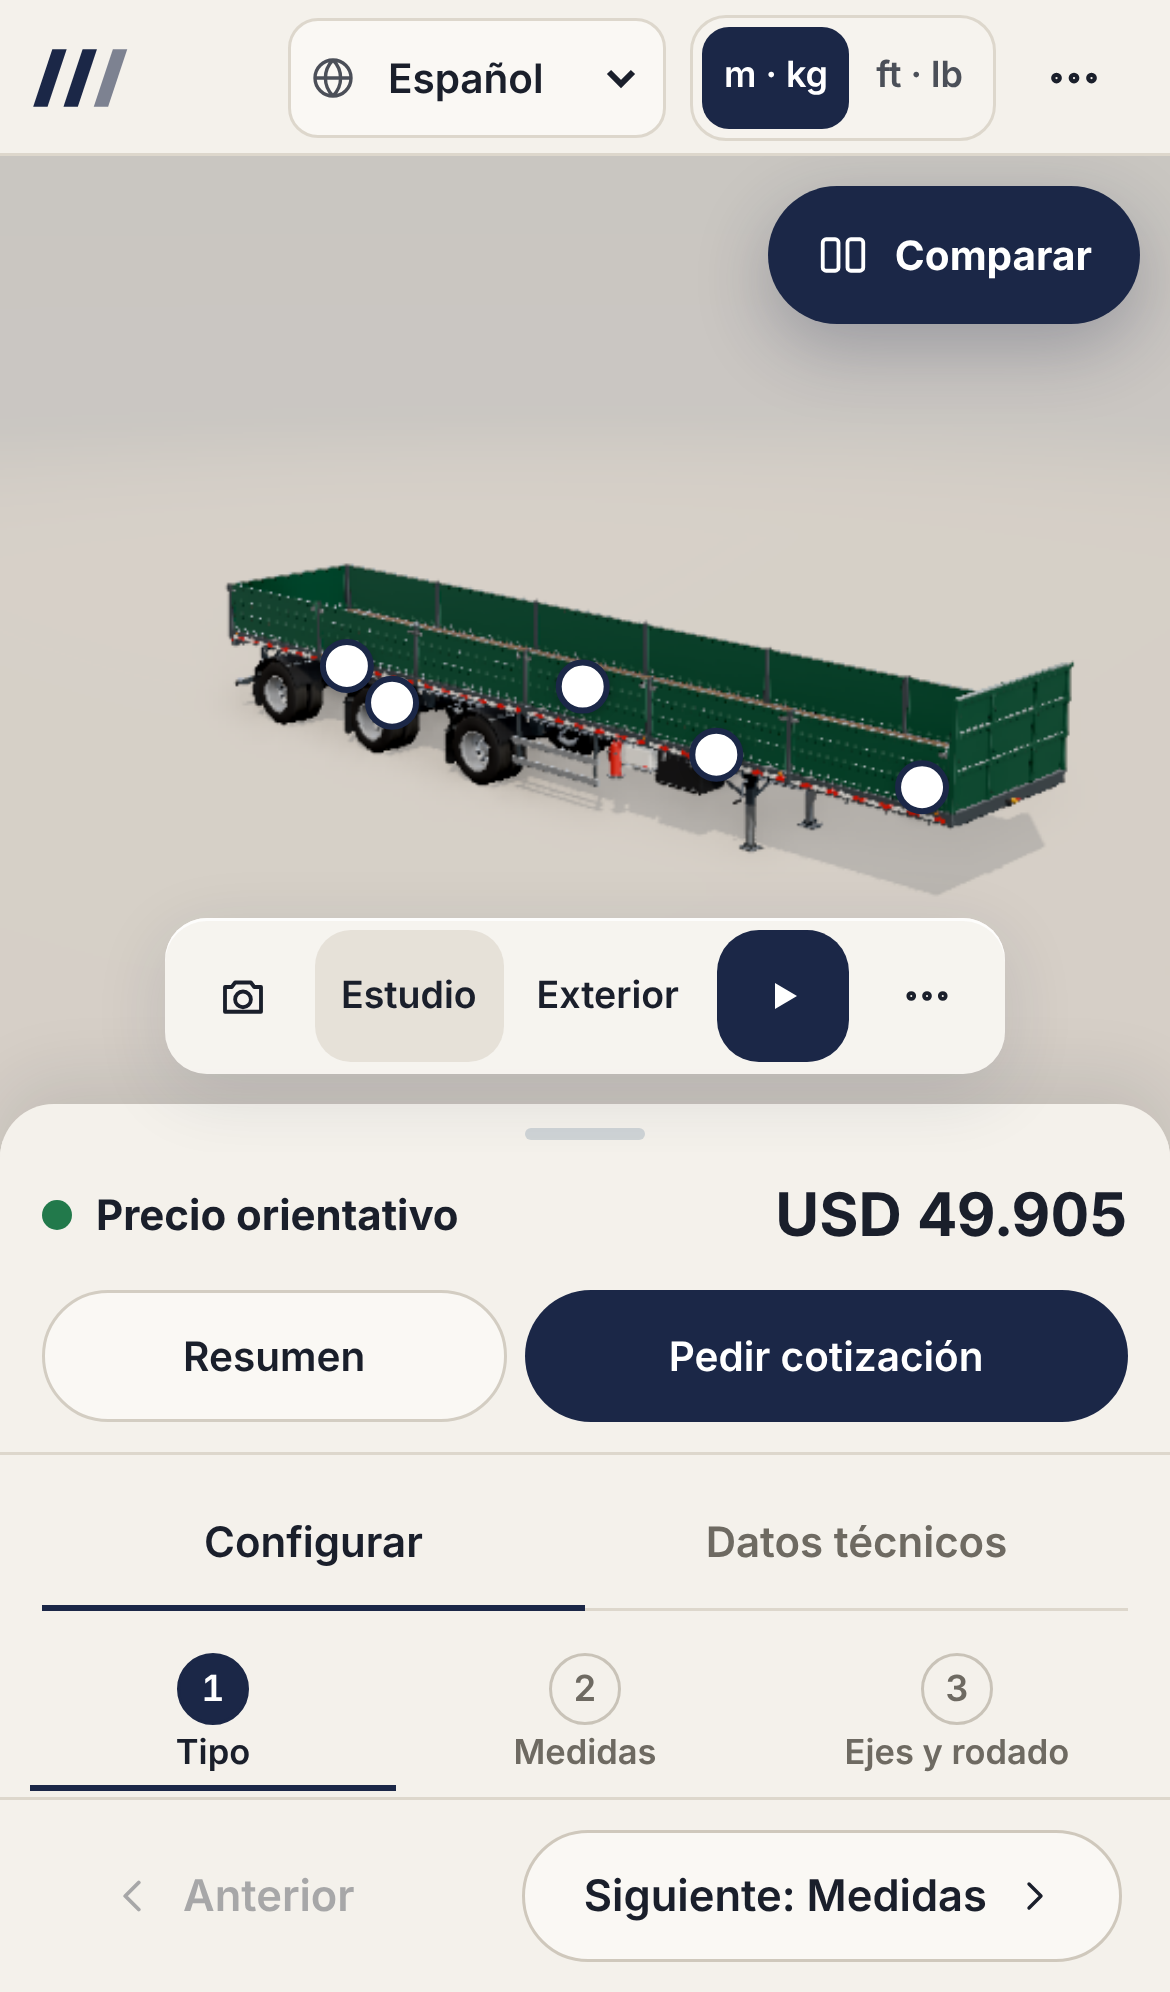 Español
m · kg
ft · lb
Comparar
Estudio
Exterior
Precio orientativo
USD 49.905
Resumen
Pedir cotización
Configurar
Datos técnicos
1
Tipo
2
Medidas
3
Ejes y rodado
Anterior
Siguiente: Medidas